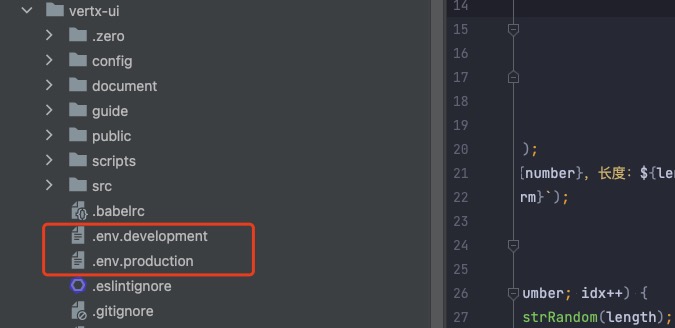 vertx-ui
.zero
config
document
guide
public
scripts
src
.babelrc
.env.development
.env.production
.eslintignore
.gitignore
14
15
16
17
18
19
20 );
21 {number}, 长度: ${le
22 rm}`);
23
24
25
26 umber; idx++) {
27 strRandom(length);